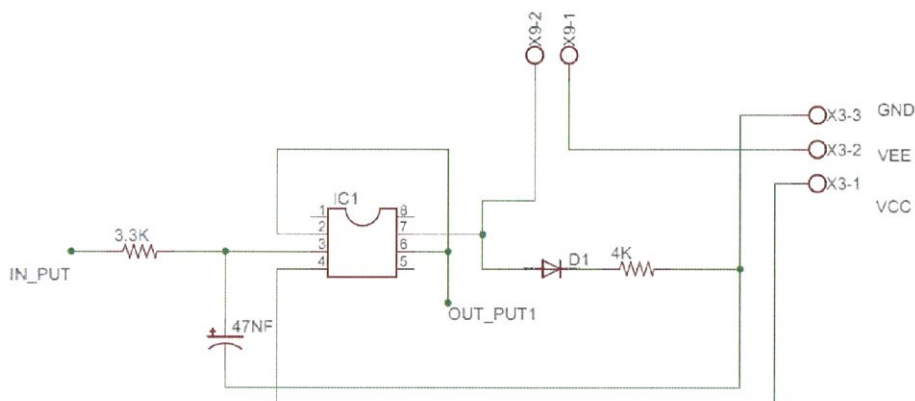 X9-2
X9-1
X3-3 GND
X3-2 VEE
X3-1 VCC
IC1
1 8
2 7
3 6
4 5
3.3K
IN_PUT
47NF
D1
4K
OUT_PUT1